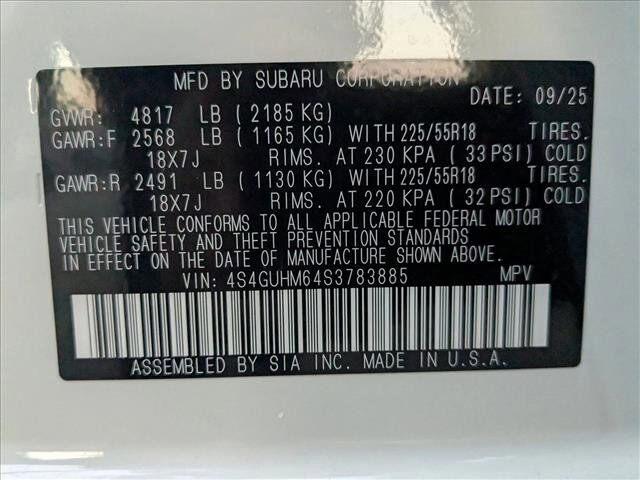 MFD BY SUBARU CORPORATION
DATE: 09/25
GVWR: 4817 LB ( 2185 KG)
GAWR:F 2568 LB ( 1165 KG) WITH 225/55R18 TIRES.
18X7J RIMS. AT 230 KPA ( 33 PSI) COLD
GAWR:R 2491 LB ( 1130 KG) WITH 225/55R18 TIRES.
18X7J RIMS. AT 220 KPA ( 32 PSI) COLD
THIS VEHICLE CONFORMS TO ALL APPLICABLE FEDERAL MOTOR
VEHICLE SAFETY AND THEFT PREVENTION STANDARDS
IN EFFECT ON THE DATE OF MANUFACTURE SHOWN ABOVE.
VIN: 4S4GUHM64S3783885 MPV
ASSEMBLED BY SIA INC. MADE IN U.S.A.